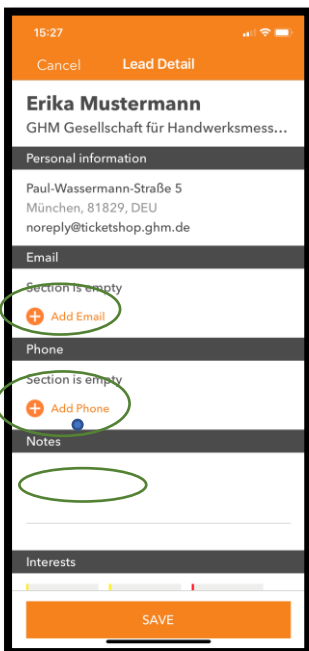 15:27
Cancel Lead Detail
Erika Mustermann
GHM Gesellschaft für Handwerksmess...
Personal information
Paul-Wassermann-Straße 5
München, 81829, DEU
noreply@ticketshop.ghm.de
Email
Section is empty
Add Email
Phone
Section is empty
Add Phone
Notes
Interests
SAVE